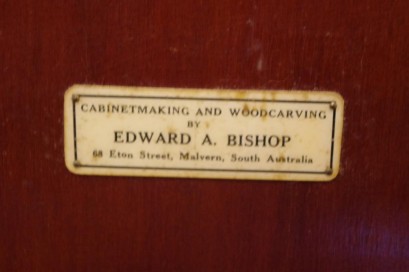 CABINETMAKING AND WOODCARVING
BY
EDWARD A. BISHOP
68 Eton Street, Malvern, South Australia